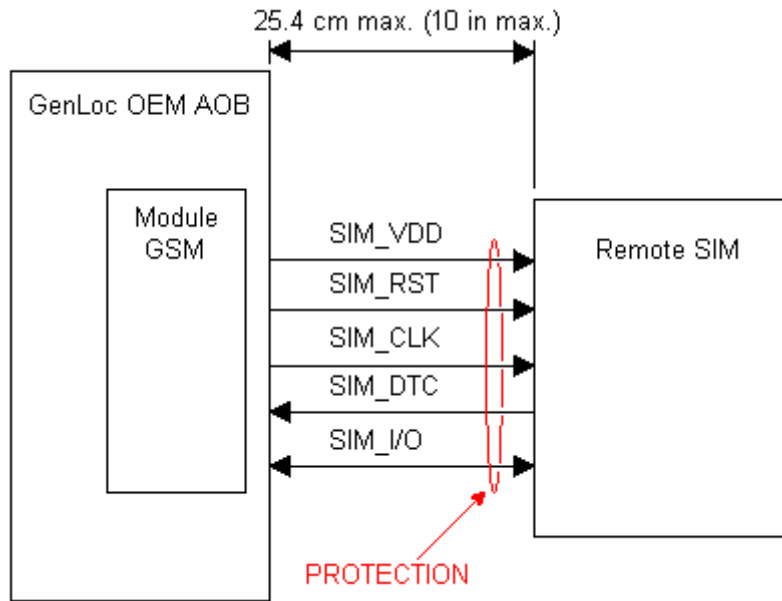 25.4 cm max. (10 in max.)
GenLoc OEM AOB
Module
GSM
SIM_VDD
SIM_RST
SIM_CLK
SIM_DTC
SIM_I/O
Remote SIM
PROTECTION